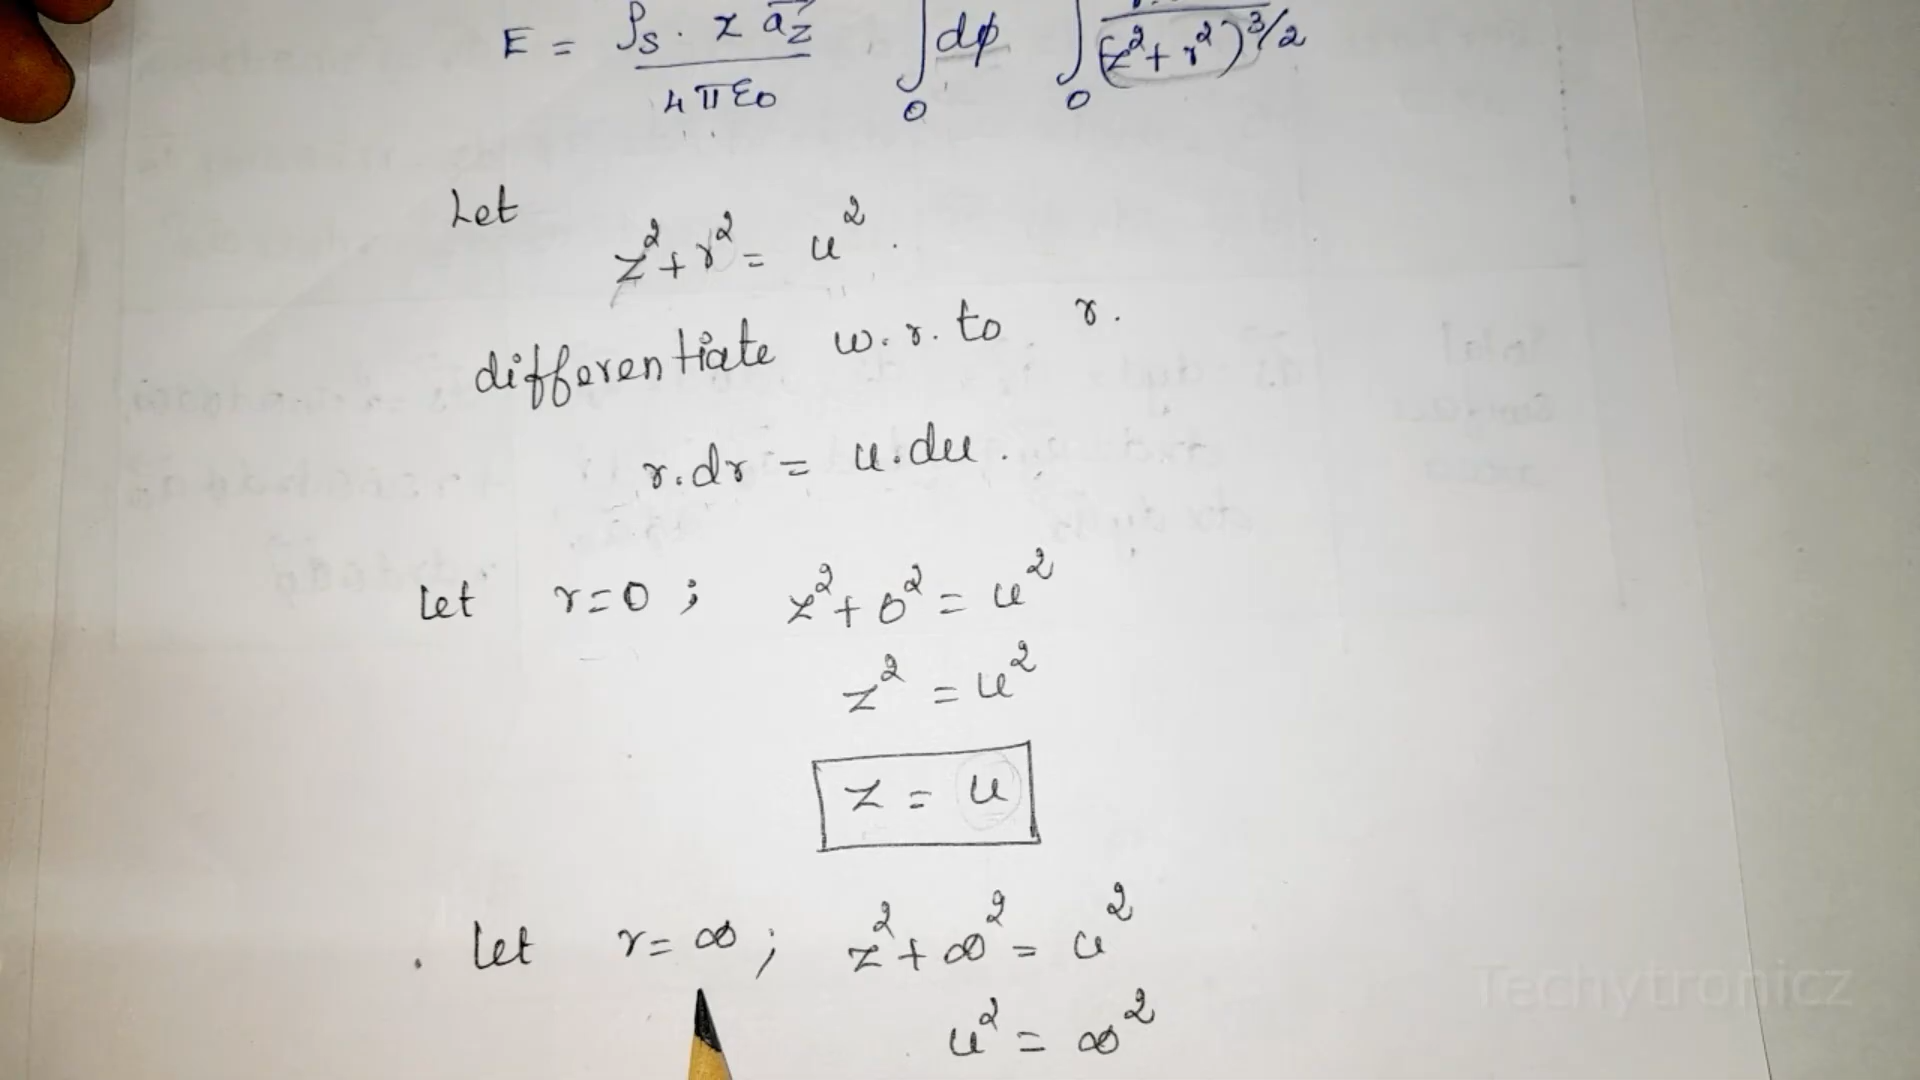 E = ρs . z a⃗z / 4πε0 ∫0 dφ ∫0 (z²+r²)^3/2
Let
z²+r² = u².
differentiate w.r.to r.
r.dr = u.du.
Let r=0 ; z²+0² = u²
z² = u²
z = u
. Let r=∞ ; z²+∞² = u²
u² = ∞²
Techytronicz